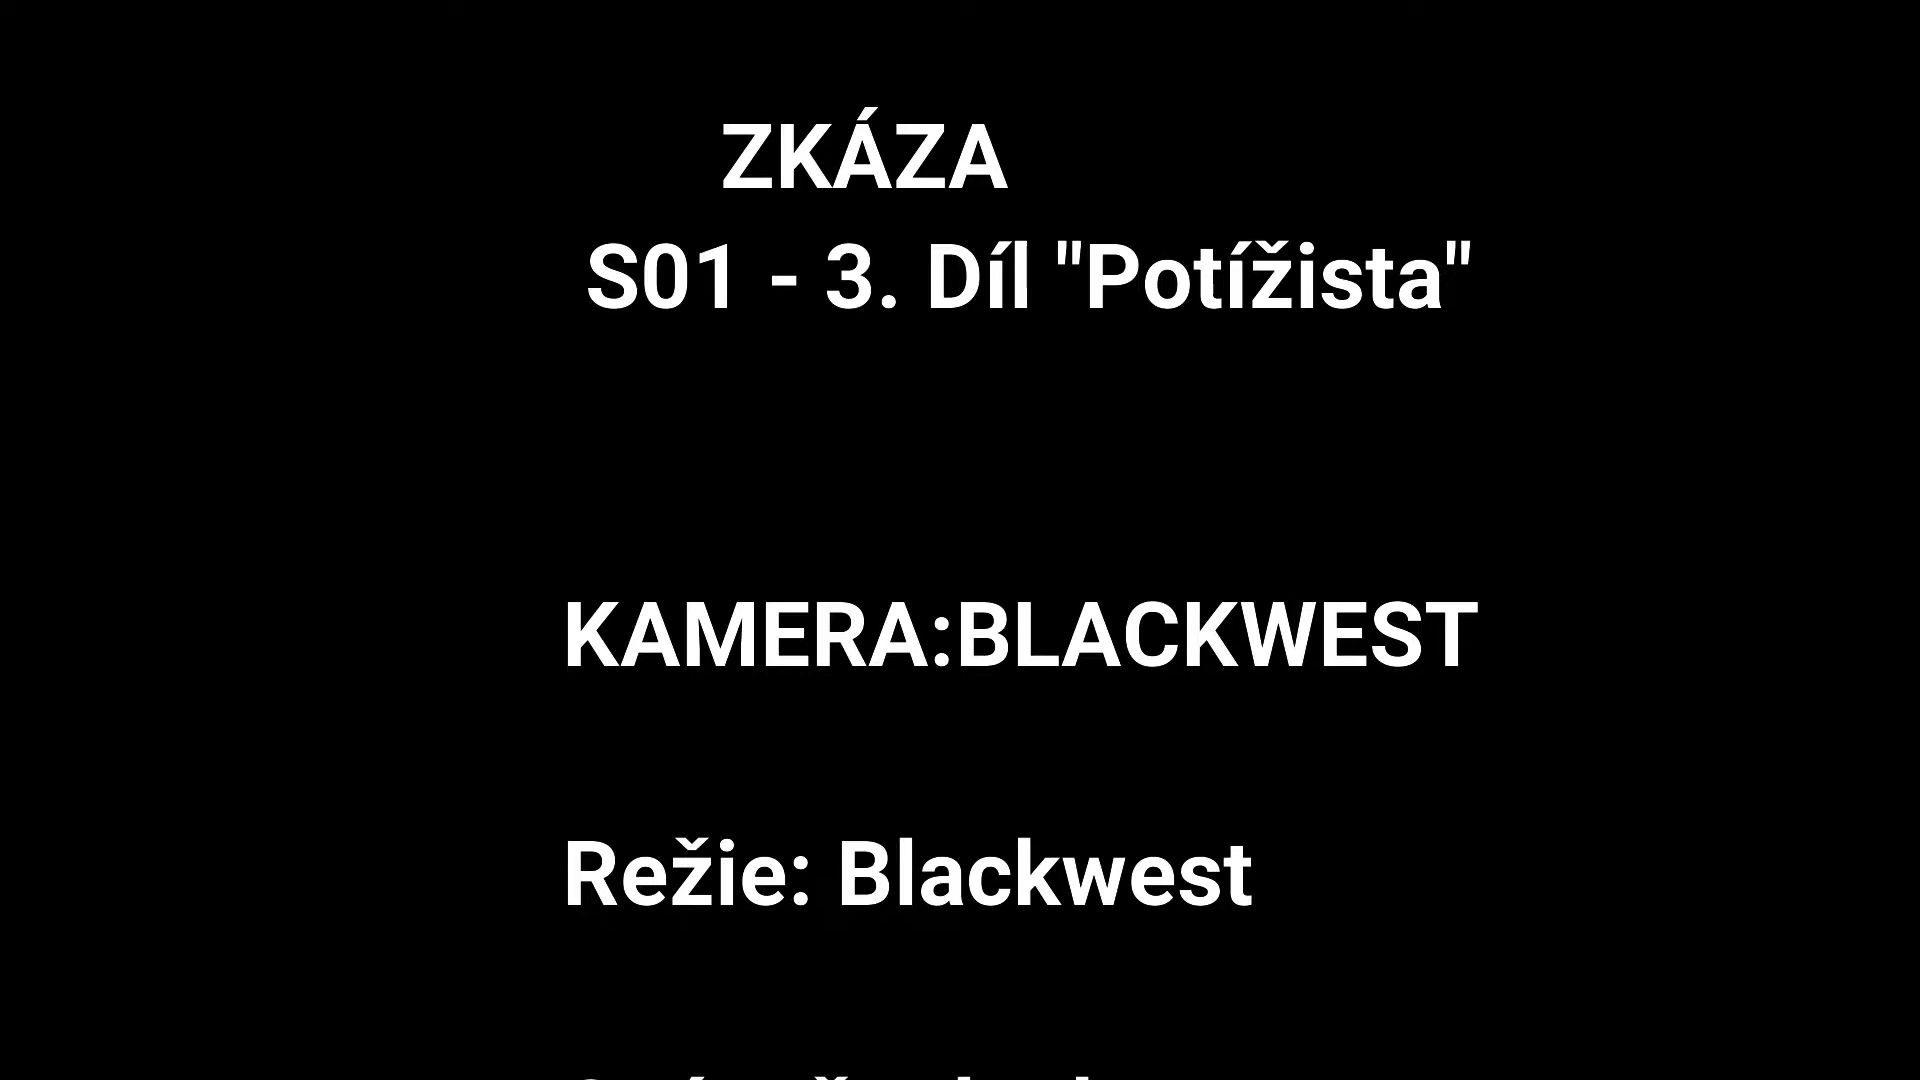 ZKÁZA
S01 - 3. Díl "Potížista"
KAMERA:BLACKWEST
Režie: Blackwest